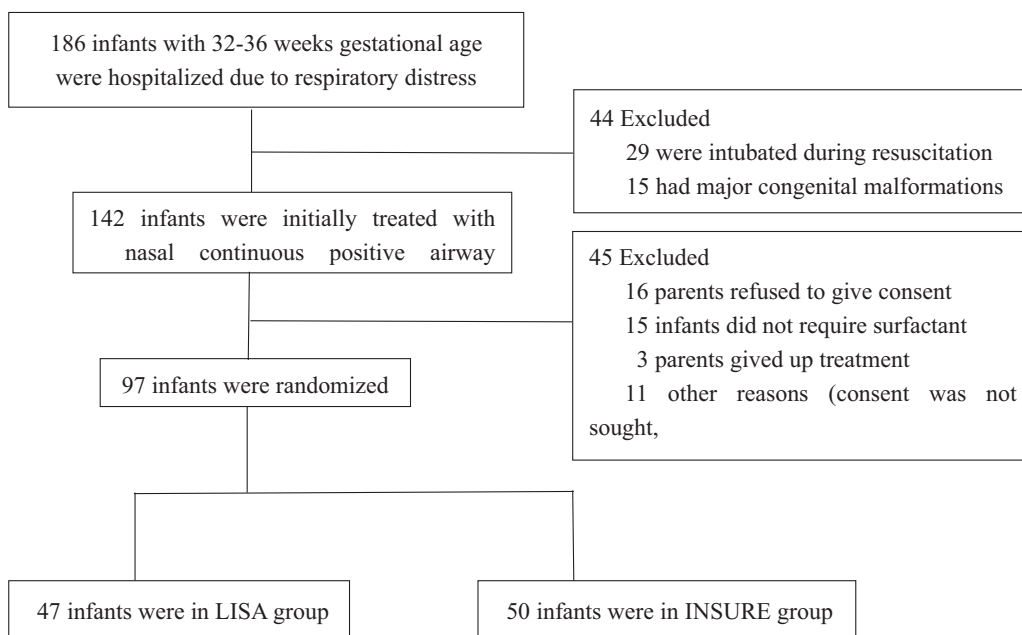 186 infants with 32-36 weeks gestational age
were hospitalized due to respiratory distress
44 Excluded
29 were intubated during resuscitation
15 had major congenital malformations
142 infants were initially treated with
nasal continuous positive airway
45 Excluded
16 parents refused to give consent
15 infants did not require surfactant
3 parents gived up treatment
11 other reasons (consent was not
sought,
97 infants were randomized
47 infants were in LISA group
50 infants were in INSURE group